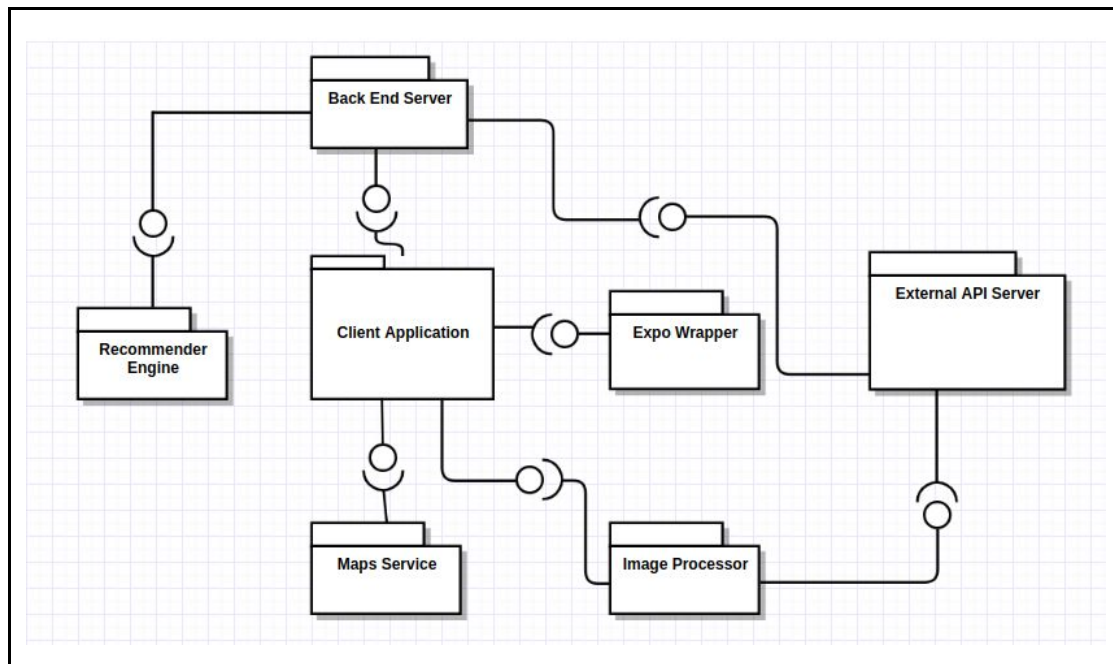 Back End Server
External API Server
Client Application
Expo Wrapper
Recommender
Engine
Maps Service
Image Processor